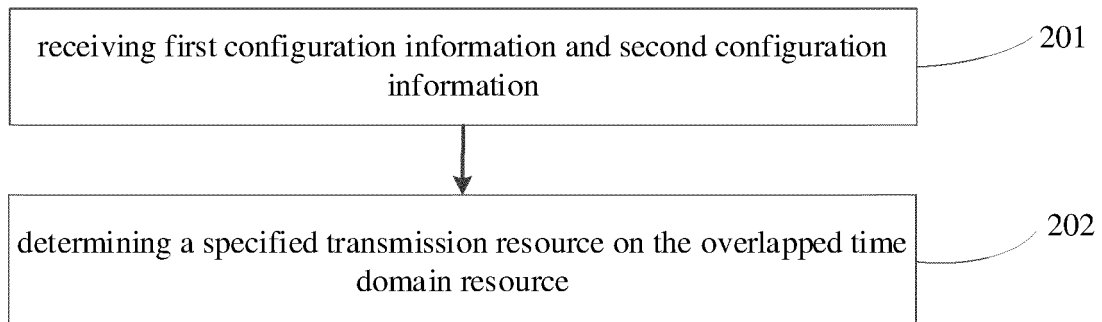 receiving first configuration information and second configuration
information
201
determining a specified transmission resource on the overlapped time
domain resource
202